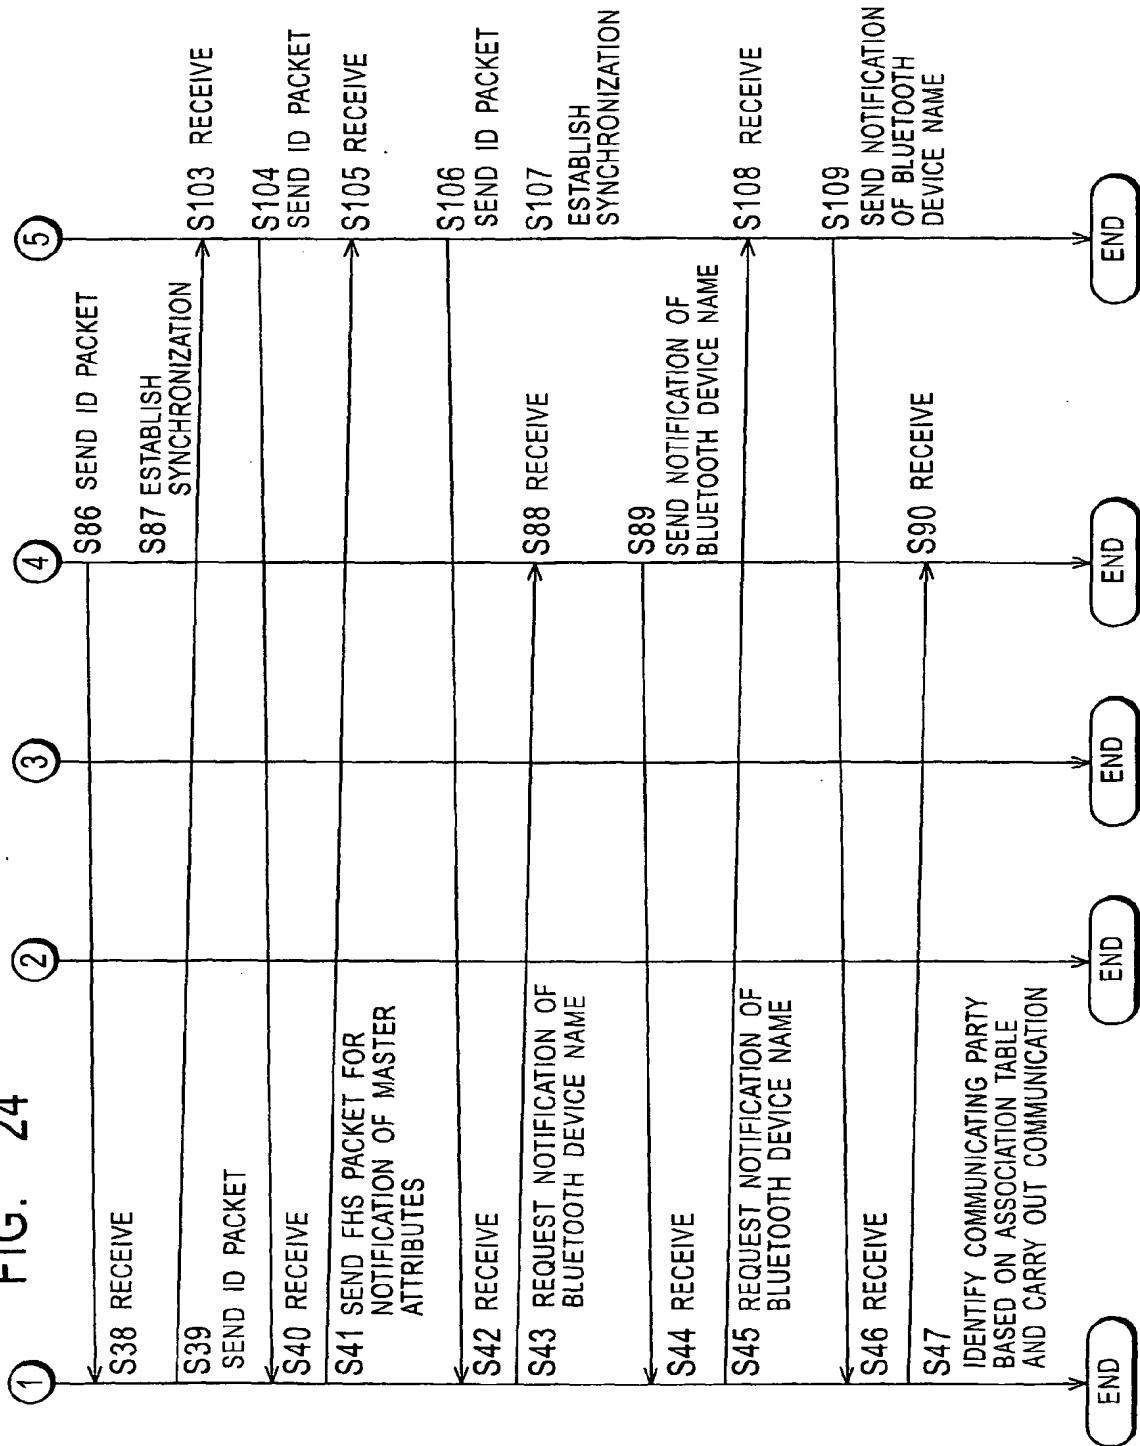 FIG. 24
1
2
3
4
5
S86 SEND ID PACKET
S38 RECEIVE
S87 ESTABLISH
SYNCHRONIZATION
S39
SEND ID PACKET
S103 RECEIVE
S104
SEND ID PACKET
S40 RECEIVE
S41 SEND FHS PACKET FOR
NOTIFICATION OF MASTER
ATTRIBUTES
S105 RECEIVE
S106
SEND ID PACKET
S42 RECEIVE
S107
ESTABLISH
SYNCHRONIZATION
S43 REQUEST NOTIFICATION OF
BLUETOOTH DEVICE NAME
S88 RECEIVE
S89
SEND NOTIFICATION OF
BLUETOOTH DEVICE NAME
S44 RECEIVE
S45 REQUEST NOTIFICATION OF
BLUETOOTH DEVICE NAME
S108 RECEIVE
S109
SEND NOTIFICATION
OF BLUETOOTH
DEVICE NAME
S46 RECEIVE
S47
IDENTIFY COMMUNICATING PARTY
BASED ON ASSOCIATION TABLE
AND CARRY OUT COMMUNICATION
S90 RECEIVE
END
END
END
END
END